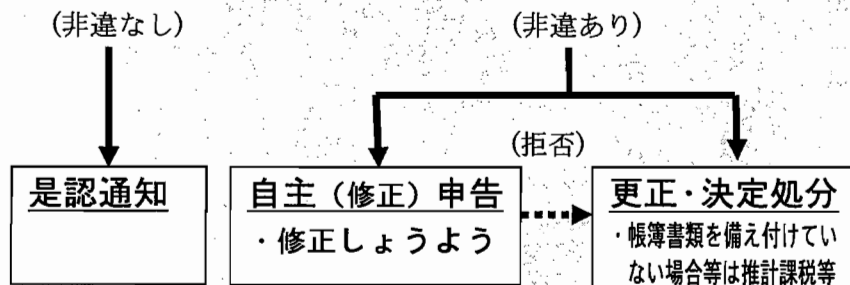 (非違なし)
(非違あり)
(拒否)
是認通知
自主(修正)申告
・修正しょうよう
更正・決定処分
・帳簿書類を備え付けてい
ない場合等は推計課税等